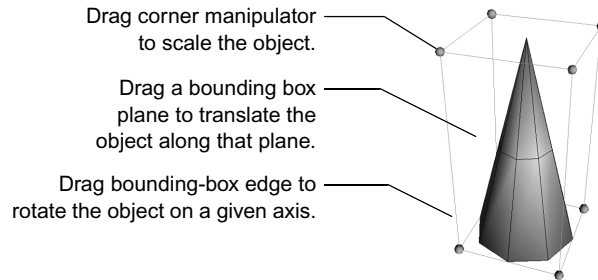 Drag corner manipulator
to scale the object.
Drag a bounding box
plane to translate the
object along that plane.
Drag bounding-box edge to
rotate the object on a given axis.